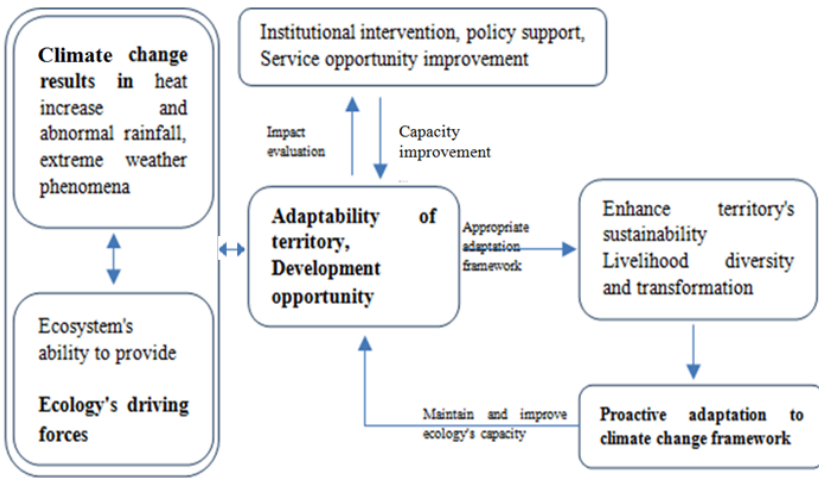 Climate change
results in heat
increase and
abnormal rainfall,
extreme weather
phenomena
Ecosystem's
ability to provide
Ecology's driving
forces
Institutional intervention, policy support,
Service opportunity improvement
Impact
evaluation
Capacity
improvement
Adaptability of
territory,
Development
opportunity
Appropriate
adaptation
framework
Enhance territory's
sustainability
Livelihood diversity
and transformation
Maintain and improve
ecology's capacity
Proactive adaptation to
climate change framework